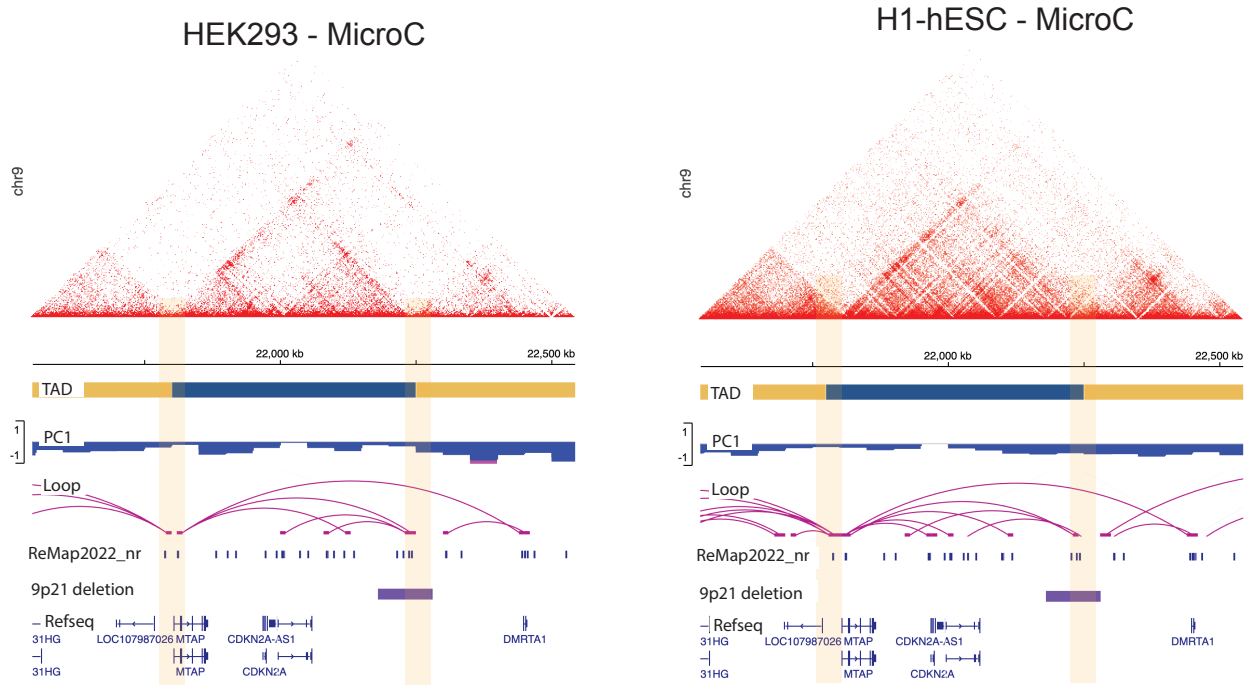 HEK293 - MicroC
chr9
22,000 kb 22,500 kb
TAD
1
PC1
-1
Loop
ReMap2022_nr
9p21 deletion
Refseq
31HG LOC107987026 MTAP CDKN2A-AS1 DMRTA1
31HG MTAP CDKN2A
H1-hESC - MicroC
chr9
22,000 kb 22,500 kb
TAD
1
PC1
-1
Loop
ReMap2022_nr
9p21 deletion
Refseq
31HG LOC107987026 MTAP CDKN2A-AS1 DMRTA1
31HG MTAP CDKN2A